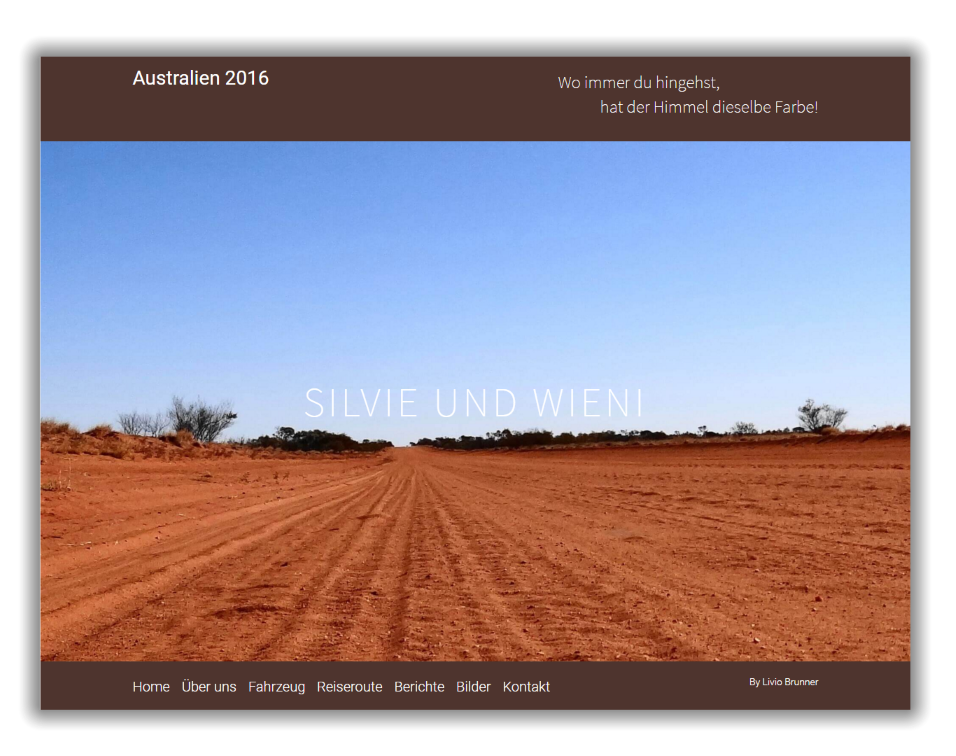 Australien 2016
Wo immer du hingehst,
hat der Himmel dieselbe Farbe!
SILVIE UND WIENI
Home Über uns Fahrzeug Reiseroute Berichte Bilder Kontakt
By Livio Brunner